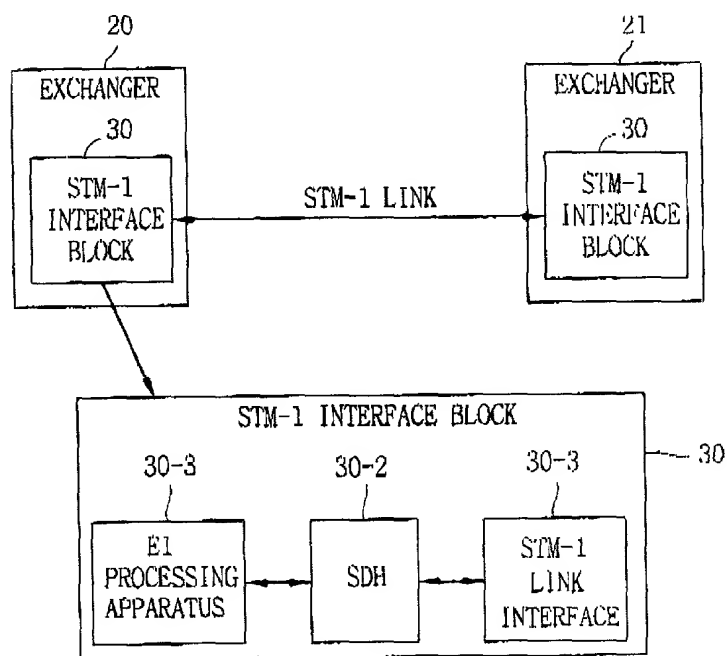 20
21
EXCHANGER
EXCHANGER
30
30
STM-1
INTERFACE
BLOCK
STM-1 LINK
STM-1
INTERFACE
BLOCK
STM-1 INTERFACE BLOCK
30
30-3
30-2
30-3
E1
PROCESSING
APPARATUS
SDH
STM-1
LINK
INTERFACE